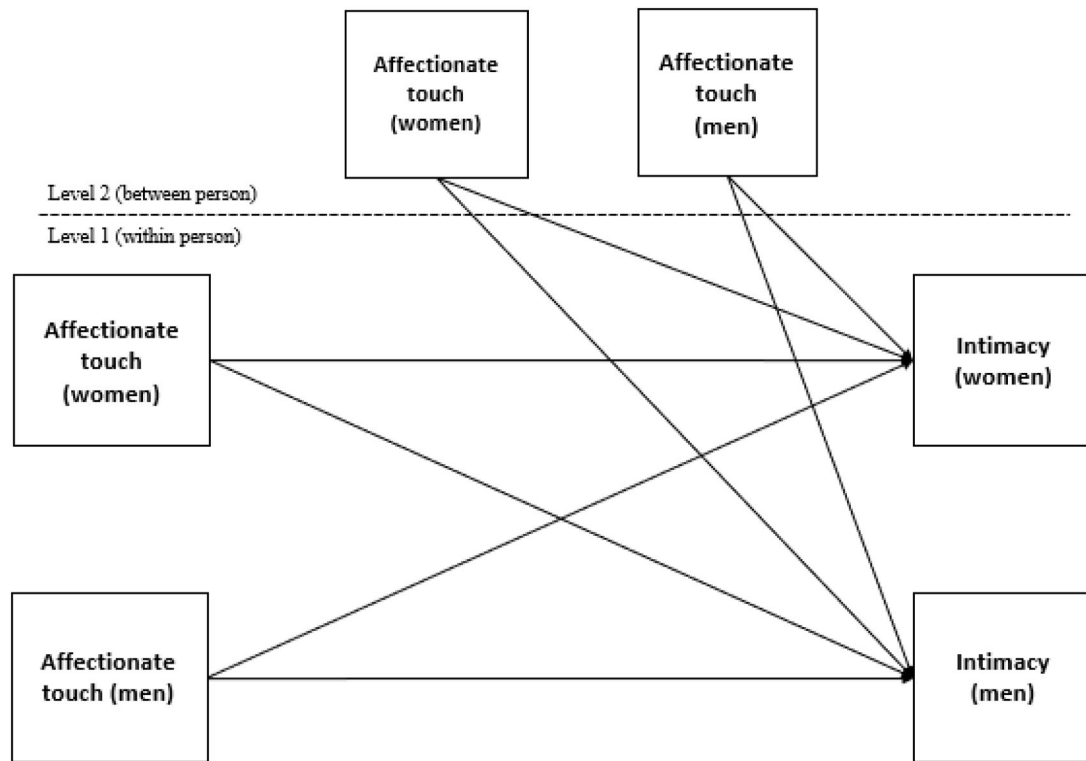 Affectionate
touch
(women)
Affectionate
touch
(men)
Level 2 (between person)
Level 1 (within person)
Affectionate
touch
(women)
Intimacy
(women)
Affectionate
touch (men)
Intimacy
(men)